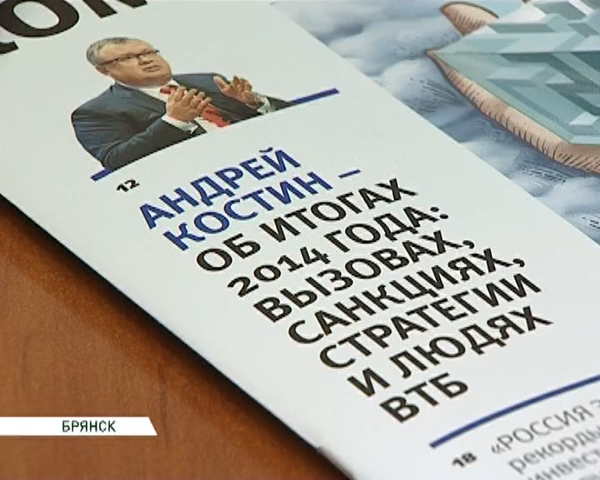 12
АНДРЕЙ
КОСТИН –
ОБ ИТОГАХ
2014 ГОДА:
ВЫЗОВАХ,
САНКЦИЯХ,
СТРАТЕГИИ
И ЛЮДЯХ
ВТБ
18
«РОССИЯ
БРЯНСК